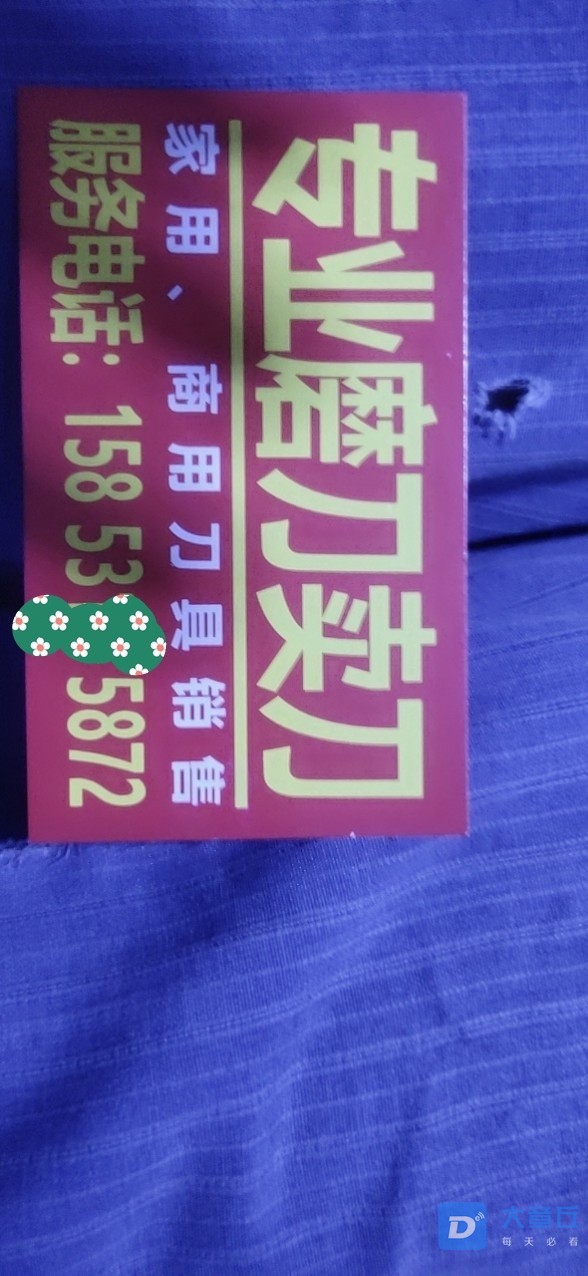 专业磨刀卖刀
家用、商用刀具销售
服务电话：158 53 5872
D
大章丘
每天必看